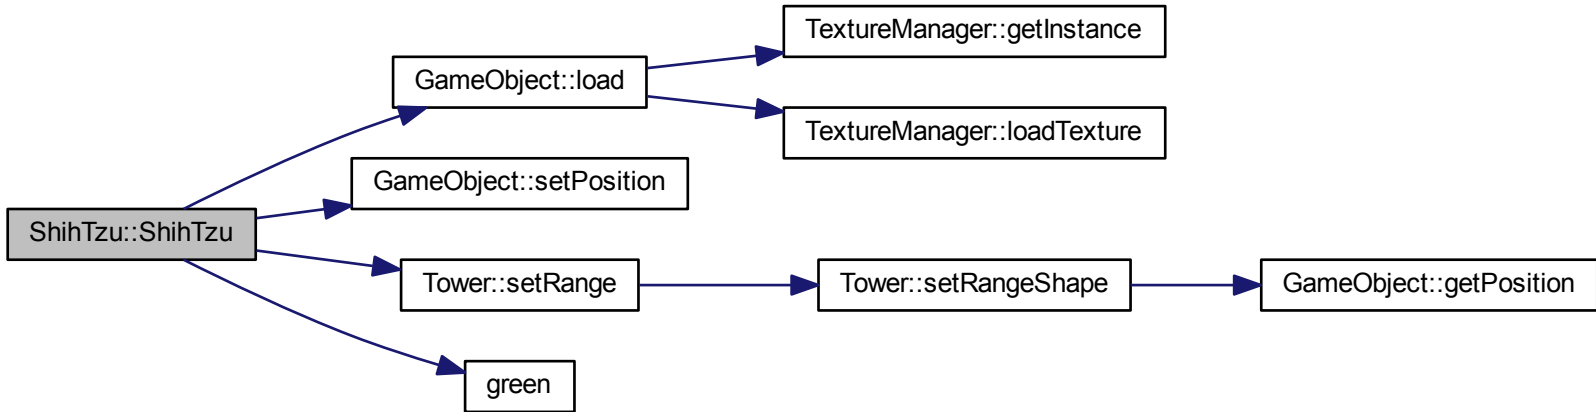 TextureManager::getInstance
GameObject::load
TextureManager::loadTexture
GameObject::setPosition
ShihTzu::ShihTzu
Tower::setRange
Tower::setRangeShape
GameObject::getPosition
green